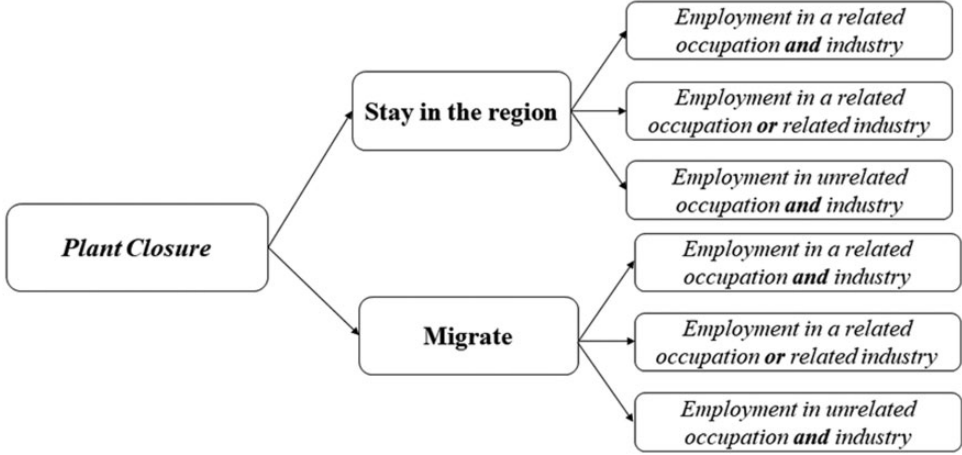 Plant Closure
Stay in the region
Employment in a related
occupation and industry
Employment in a related
occupation or related industry
Employment in unrelated
occupation and industry
Migrate
Employment in a related
occupation and industry
Employment in a related
occupation or related industry
Employment in unrelated
occupation and industry